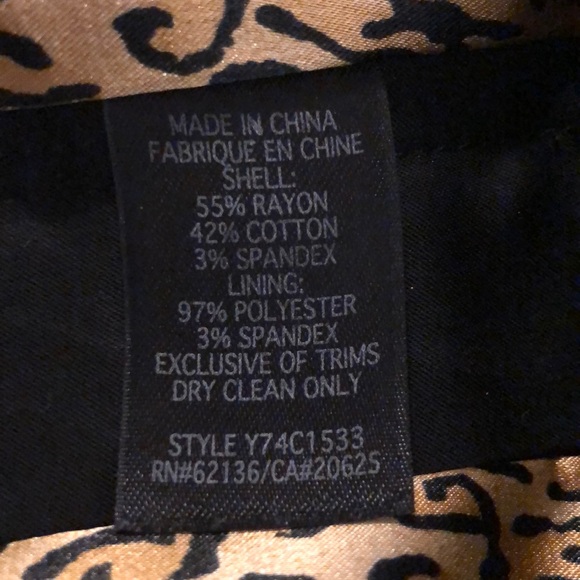 MADE IN CHINA
FABRIQUE EN CHINE
SHELL:
55% RAYON
42% COTTON
3% SPANDEX
LINING:
97% POLYESTER
3% SPANDEX
EXCLUSIVE OF TRIMS
DRY CLEAN ONLY
STYLE Y74C1533
RN#62136/CA#20625